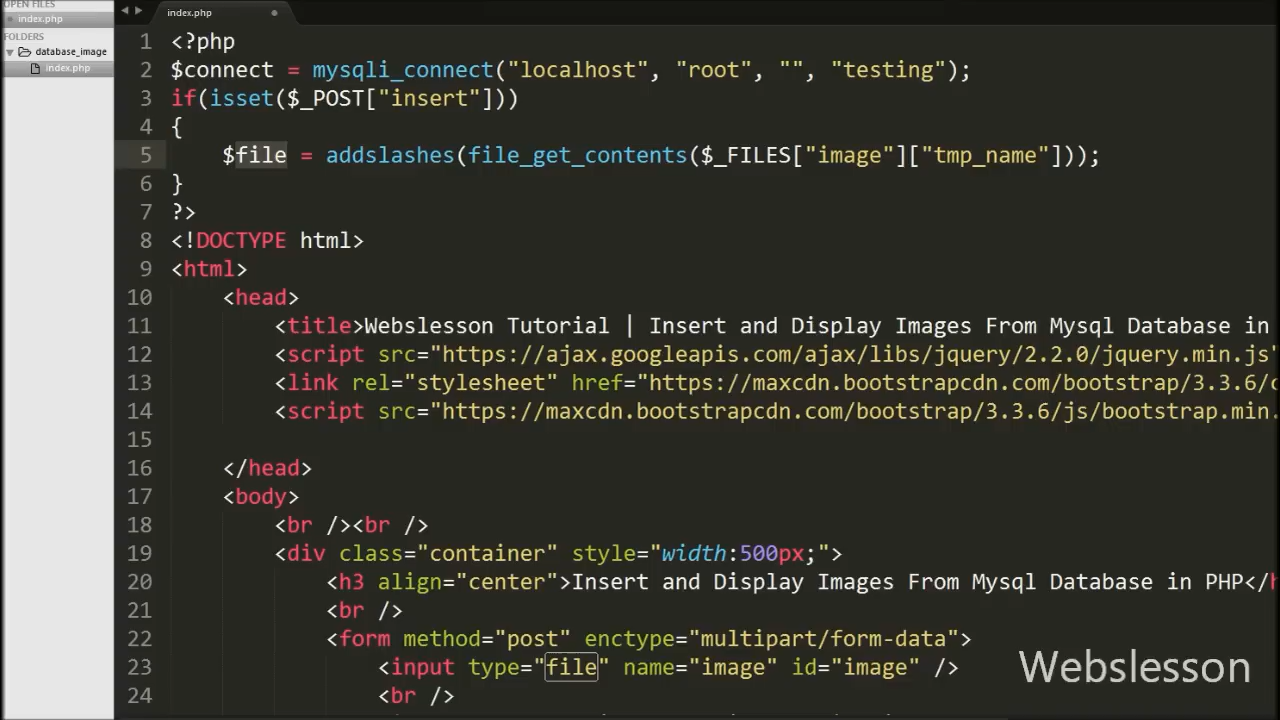 OPEN FILES
index.php
FOLDERS
database_image
index.php
index.php
1 <?php
2 $connect = mysqli_connect("localhost", "root", "", "testing");
3 if(isset($_POST["insert"]))
4 {
5 $file = addslashes(file_get_contents($_FILES["image"]["tmp_name"]));
6 }
7 ?>
8 <!DOCTYPE html>
9 <html>
10 <head>
11 <title>Webslesson Tutorial | Insert and Display Images From Mysql Database in
12 <script src="https://ajax.googleapis.com/ajax/libs/jquery/2.2.0/jquery.min.js"
13 <link rel="stylesheet" href="https://maxcdn.bootstrapcdn.com/bootstrap/3.3.6/c
14 <script src="https://maxcdn.bootstrapcdn.com/bootstrap/3.3.6/js/bootstrap.min.
15
16 </head>
17 <body>
18 <br /><br />
19 <div class="container" style="width:500px;">
20 <h3 align="center">Insert and Display Images From Mysql Database in PHP</h
21 <br />
22 <form method="post" enctype="multipart/form-data">
23 <input type="file" name="image" id="image" />
24 <br />
Webslesson